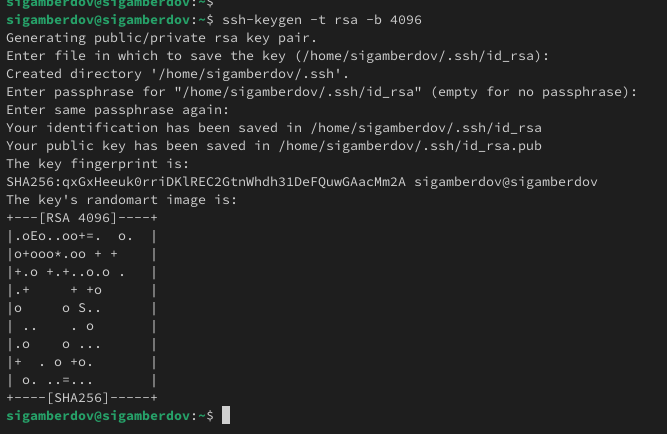 sigamberdov@sigamberdov:~$
sigamberdov@sigamberdov:~$ ssh-keygen -t rsa -b 4096
Generating public/private rsa key pair.
Enter file in which to save the key (/home/sigamberdov/.ssh/id_rsa):
Created directory '/home/sigamberdov/.ssh'.
Enter passphrase for "/home/sigamberdov/.ssh/id_rsa" (empty for no passphrase):
Enter same passphrase again:
Your identification has been saved in /home/sigamberdov/.ssh/id_rsa
Your public key has been saved in /home/sigamberdov/.ssh/id_rsa.pub
The key fingerprint is:
SHA256:qxGxHeeuk0rriDKlREC2GtnWhdh31DeFQuwGAacMm2A sigamberdov@sigamberdov
The key's randomart image is:
+---[RSA 4096]----+
|.oEo..oo+=.  o.  |
|o+ooo*.oo + +    |
|+.o +.+..o.o .   |
|.+     + +o      |
|o     o S..      |
| ..    . o       |
|.o    o ...      |
|+  . o +o.       |
| o. ..=...       |
+----[SHA256]-----+
sigamberdov@sigamberdov:~$